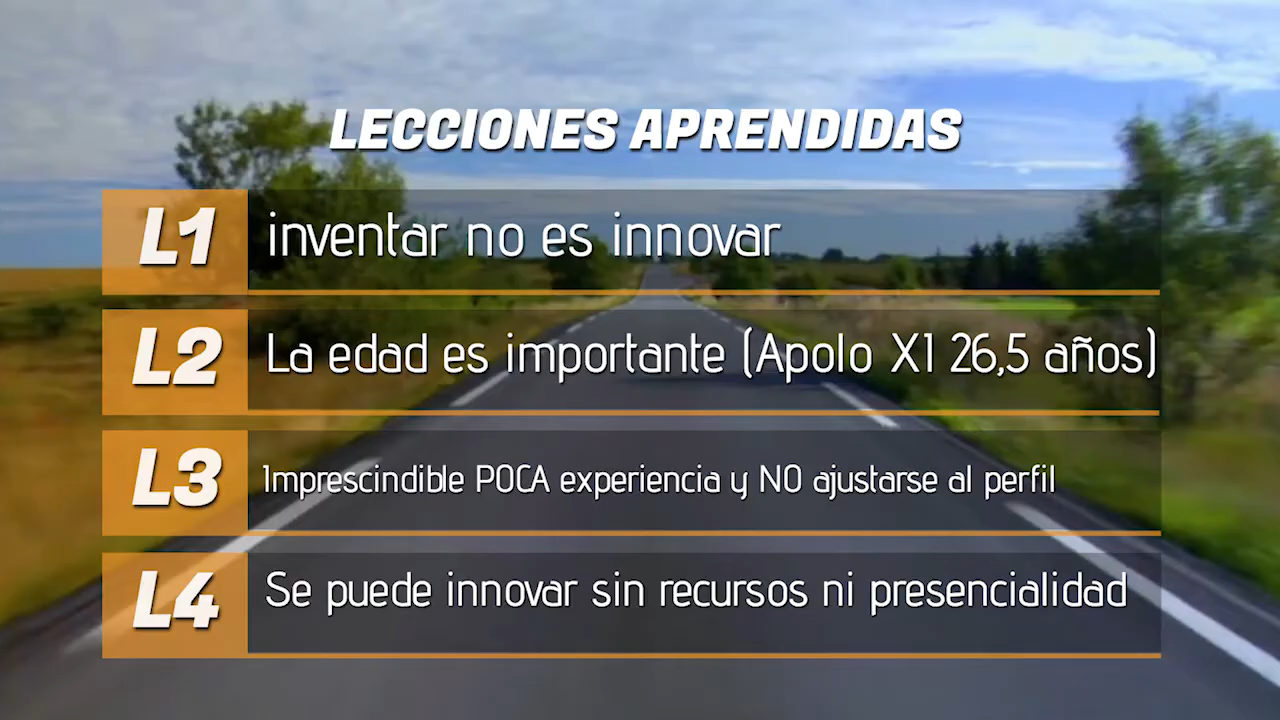 LECCIONES APRENDIDAS
L1 inventar no es innovar
L2 La edad es importante (Apolo X1 26,5 años)
L3 Imprescindible POCA experiencia y NO ajustarse al perfil
L4 Se puede innovar sin recursos ni presencialidad